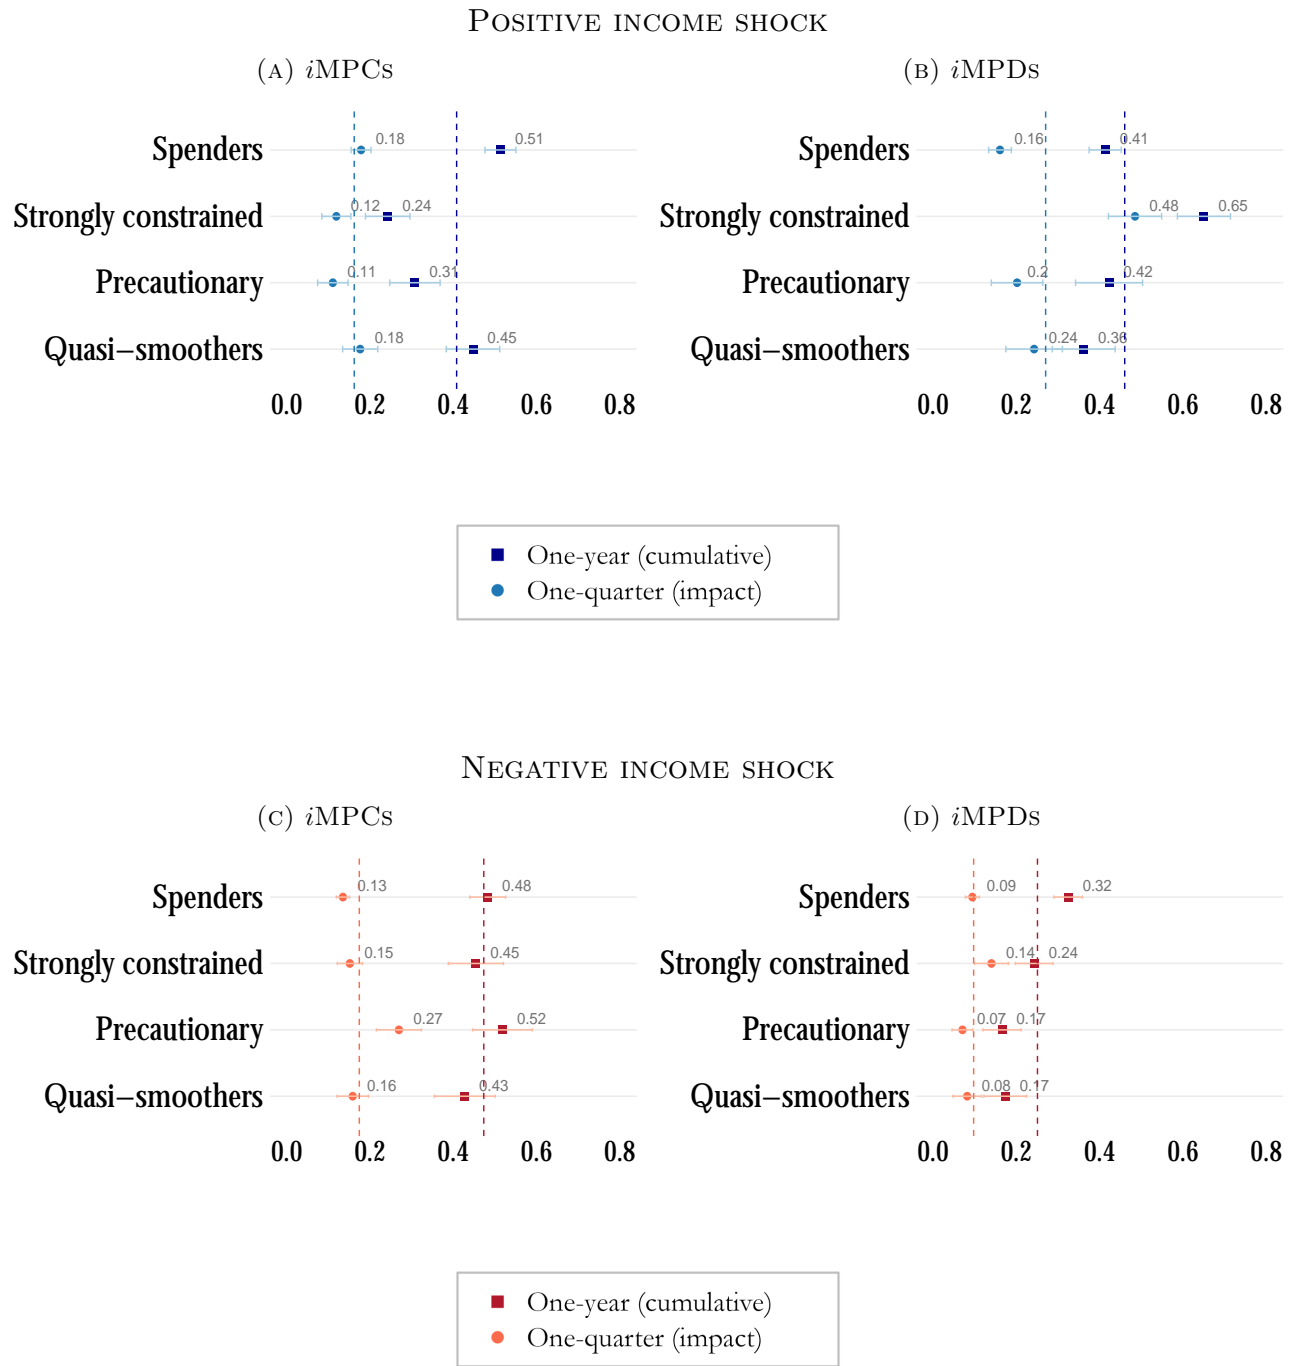 POSITIVE INCOME SHOCK
(A) iMPCs
Spenders
0.18
0.51
Strongly constrained
0.12
0.24
Precautionary
0.11
0.31
Quasi−smoothers
0.18
0.45
0.0 0.2 0.4 0.6 0.8
(B) iMPDs
Spenders
0.16
0.41
Strongly constrained
0.48
0.65
Precautionary
0.2
0.42
Quasi−smoothers
0.24
0.36
0.0 0.2 0.4 0.6 0.8
One-year (cumulative)
One-quarter (impact)
NEGATIVE INCOME SHOCK
(C) iMPCs
Spenders
0.13
0.48
Strongly constrained
0.15
0.45
Precautionary
0.27
0.52
Quasi−smoothers
0.16
0.43
0.0 0.2 0.4 0.6 0.8
(D) iMPDs
Spenders
0.09
0.32
Strongly constrained
0.14
0.24
Precautionary
0.07
0.17
Quasi−smoothers
0.08
0.17
0.0 0.2 0.4 0.6 0.8
One-year (cumulative)
One-quarter (impact)